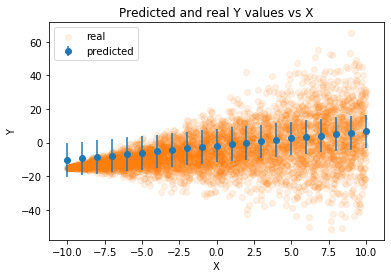 Predicted and real Y values vs X
real
predicted
Y
60
40
20
0
−20
−40
−10.0 −7.5 −5.0 −2.5 0.0 2.5 5.0 7.5 10.0
X